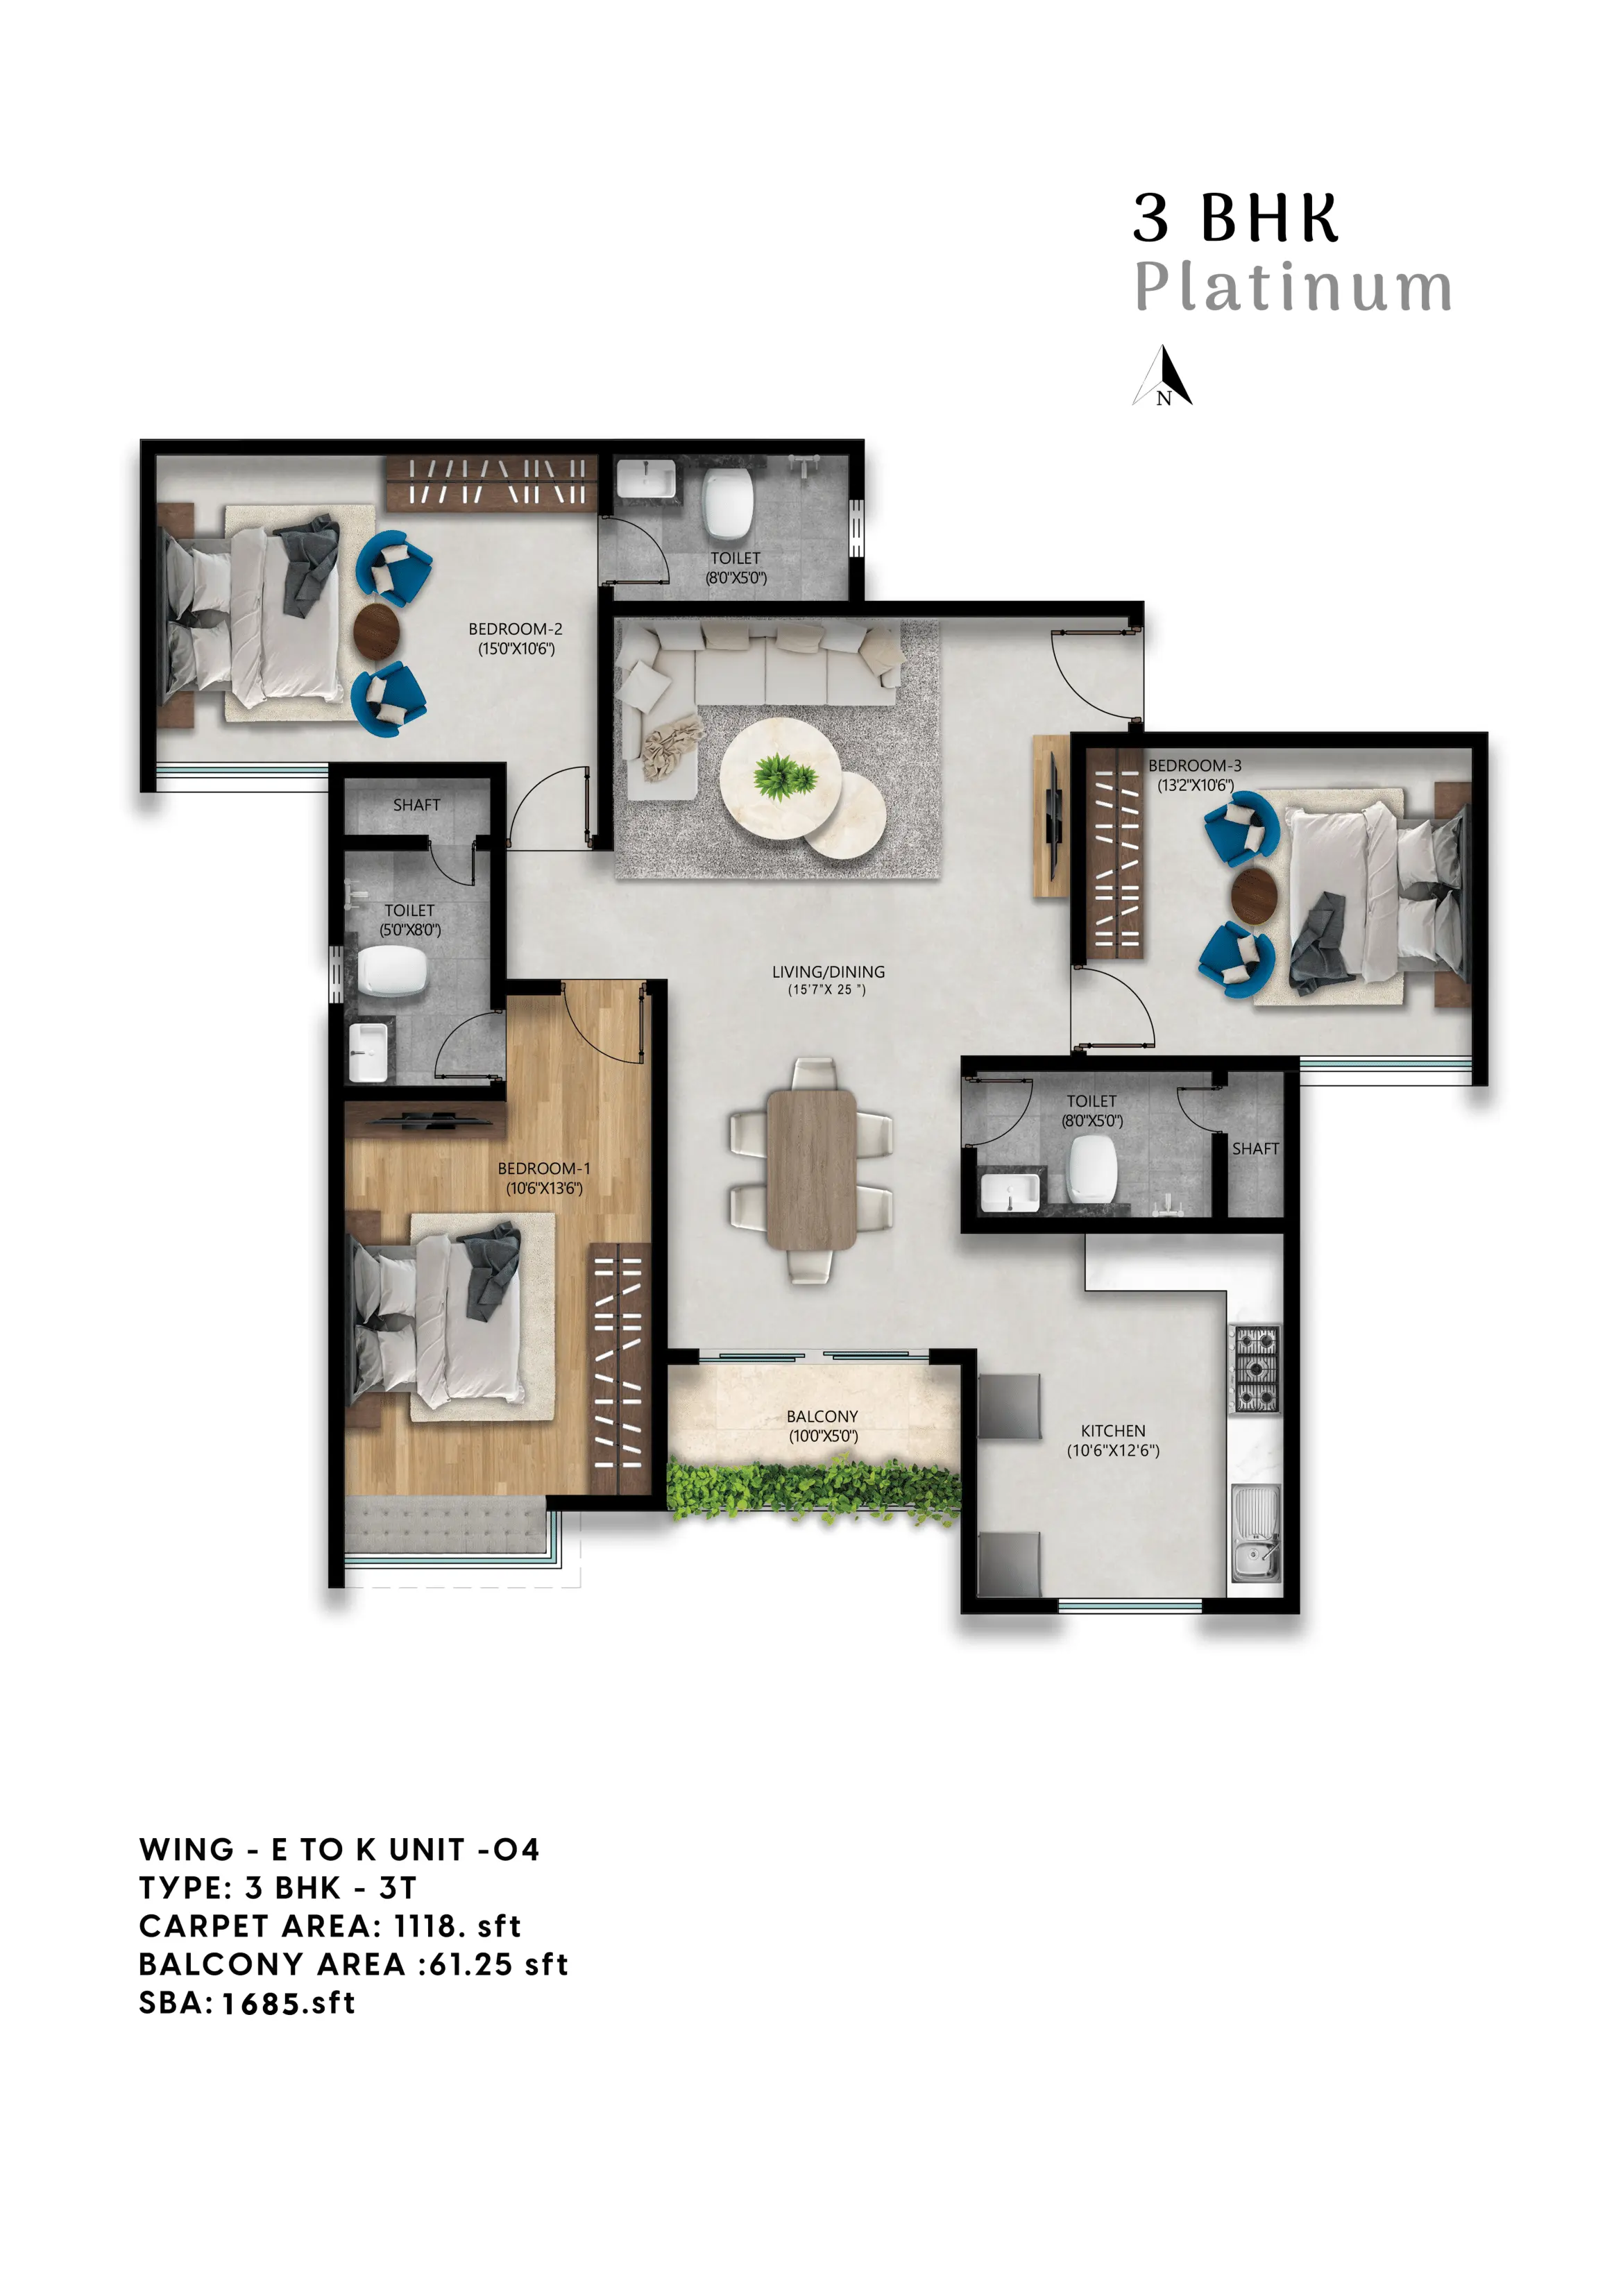 3 BHK
Platinum
N
TOILET
(8'0"X5'0")
BEDROOM-2
(15'0"X10'6")
BEDROOM-3
(13'2"X10'6")
SHAFT
TOILET
(5'0"X8'0")
LIVING/DINING
(15'7"X 25 ")
TOILET
(8'0"X5'0")
SHAFT
BEDROOM-1
(10'6"X13'6")
BALCONY
(10'0"X5'0")
KITCHEN
(10'6"X12'6")
WING - E TO K UNIT -04
TYPE: 3 BHK - 3T
CARPET AREA: 1118. sft
BALCONY AREA :61.25 sft
SBA: 1685.sft